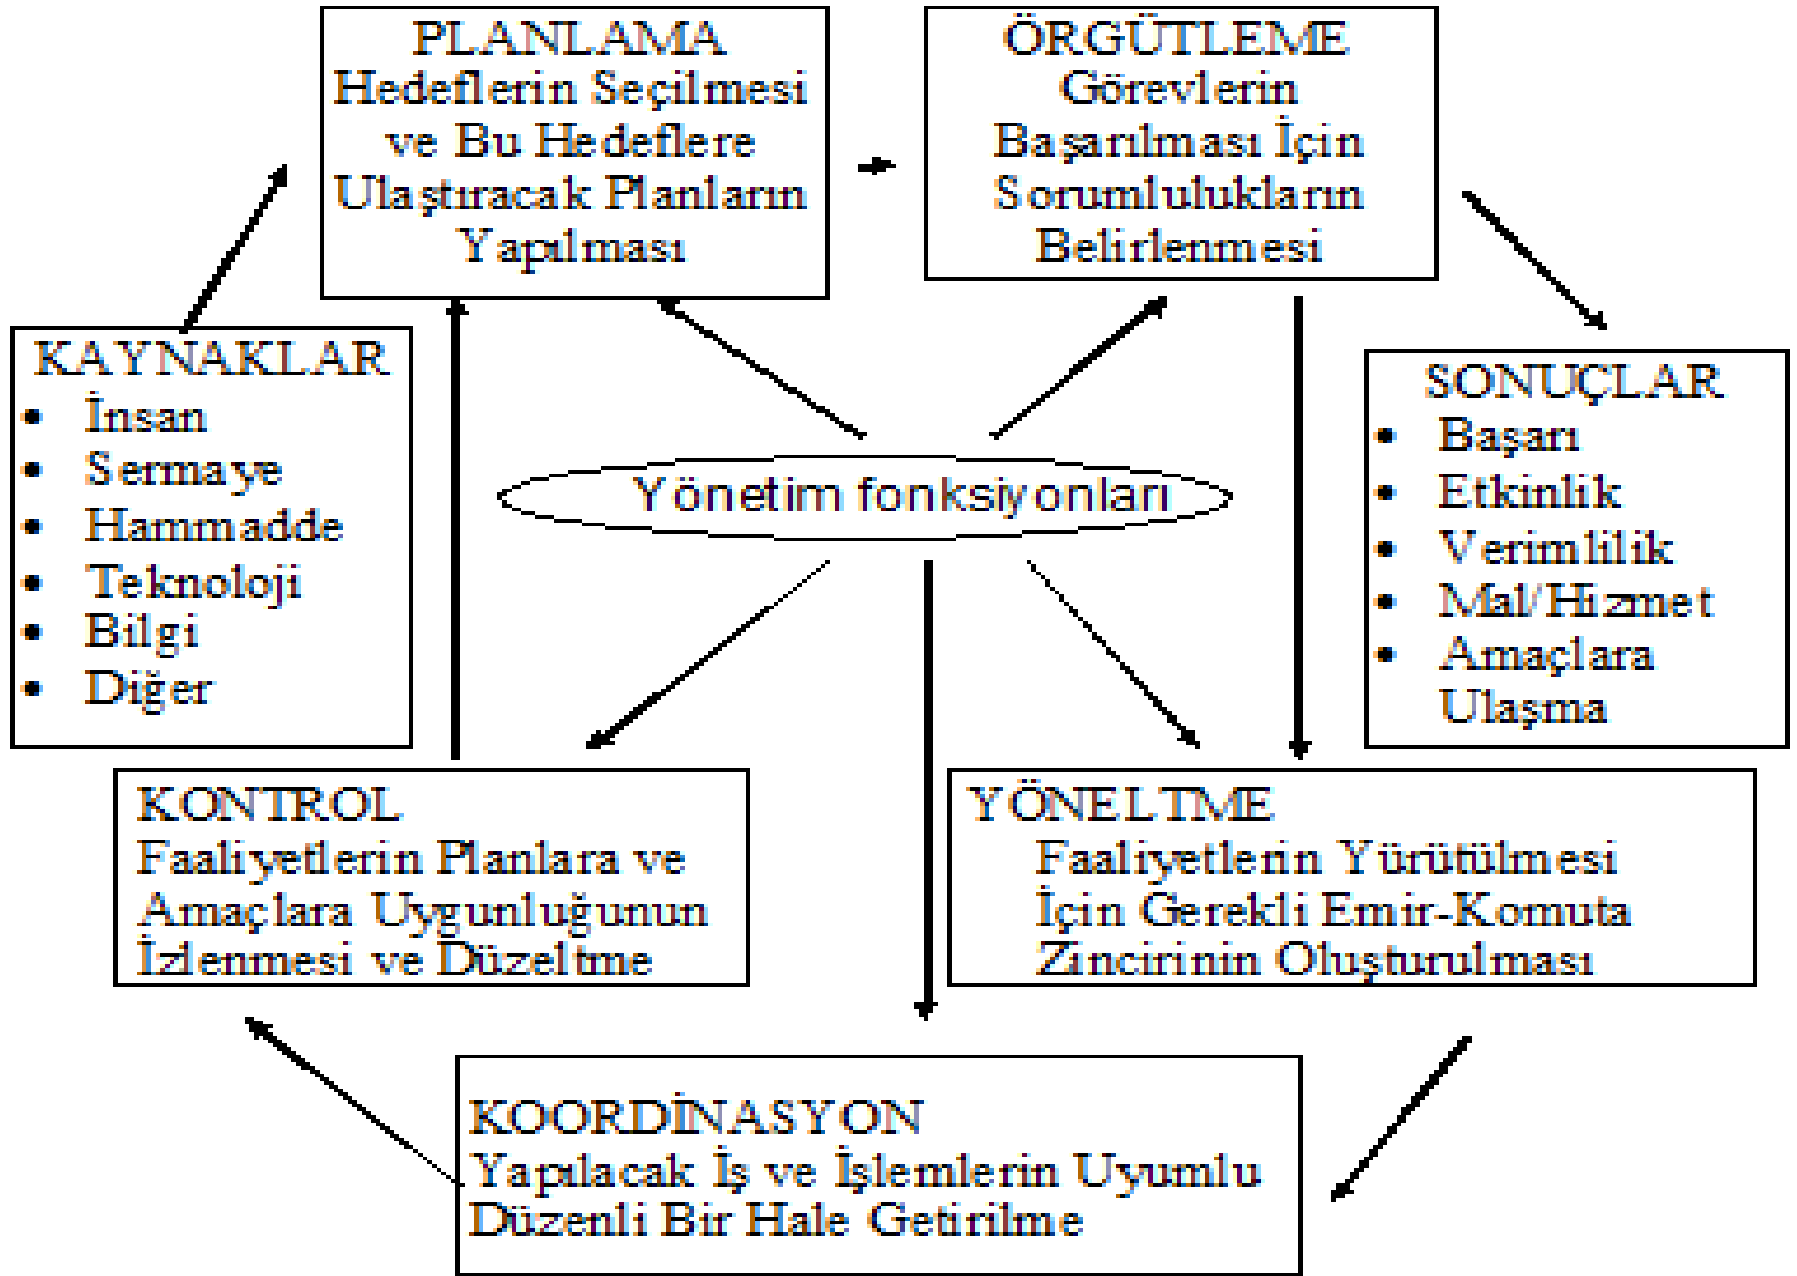 PLANLAMA
Hedeflerin Seçilmesi
ve Bu Hedeflere
Ulaştıracak Planların
Yapılması
ÖRGÜTLEME
Görevlerin
Başarılması İçin
Sorumlulukların
Belirlenmesi
KAYNAKLAR
• İnsan
• Sermaye
• Hammadde
• Teknoloji
• Bilgi
• Diğer
Yönetim fonksiyonları
SONUÇLAR
• Başarı
• Etkinlik
• Verimlilik
• Mal/Hizmet
• Amaçlara
Ulaşma
KONTROL
Faaliyetlerin Planlara ve
Amaçlara Uygunluğunun
İzlenmesi ve Düzeltme
YÖNELTME
Faaliyetlerin Yürütülmesi
İçin Gerekli Emir-Komuta
Zincirinin Oluşturulması
KOORDİNASYON
Yapılacak İş ve İşlemlerin Uyumlu
Düzenli Bir Hale Getirilme